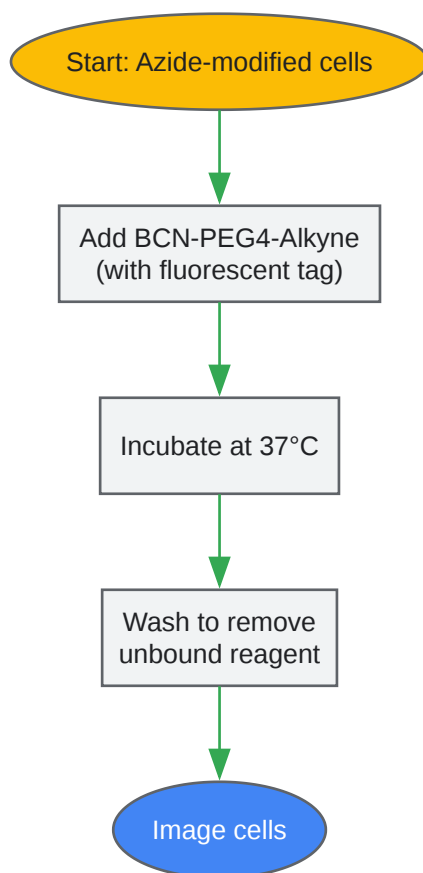 Start: Azide-modified cells
Add BCN-PEG4-Alkyne
(with fluorescent tag)
Incubate at 37°C
Wash to remove
unbound reagent
Image cells